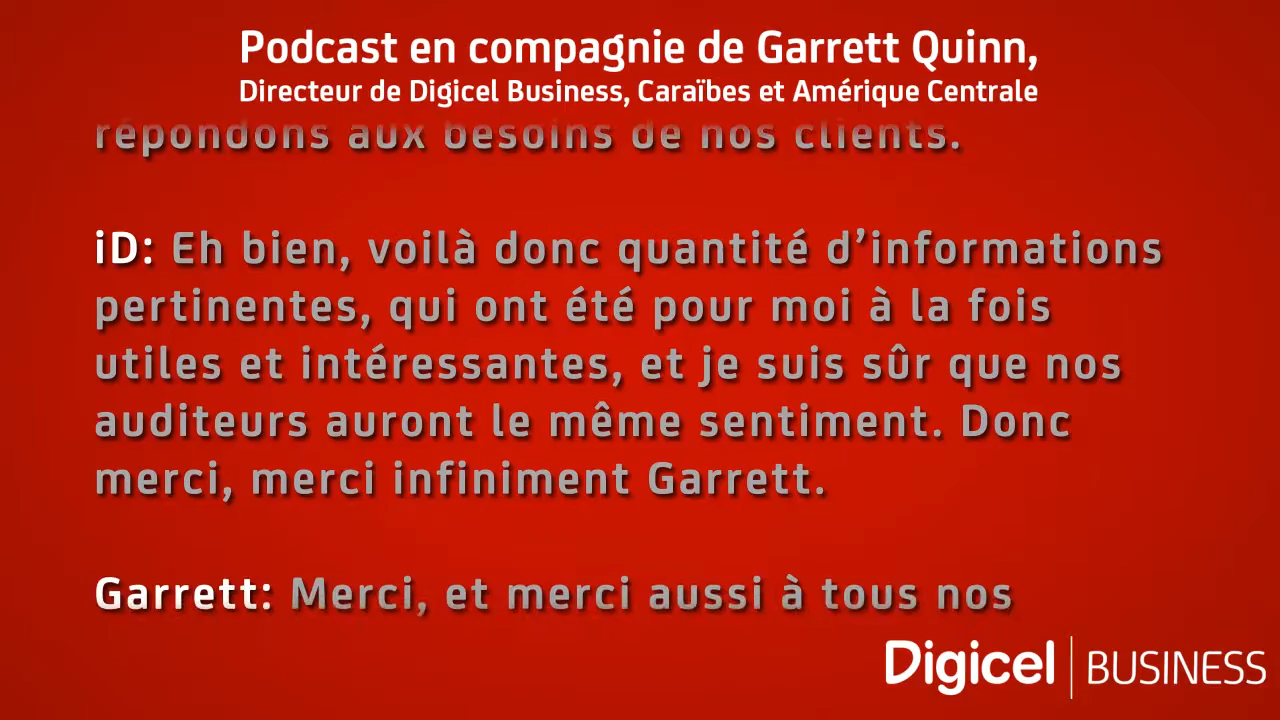 Podcast en compagnie de Garrett Quinn,
Directeur de Digicel Business, Caraïbes et Amérique Centrale
répondons aux besoins de nos clients.
iD: Eh bien, voilà donc quantité d’informations
pertinentes, qui ont été pour moi à la fois
utiles et intéressantes, et je suis sûr que nos
auditeurs auront le même sentiment. Donc
merci, merci infiniment Garrett.
Garrett: Merci, et merci aussi à tous nos
Digicel | BUSINESS